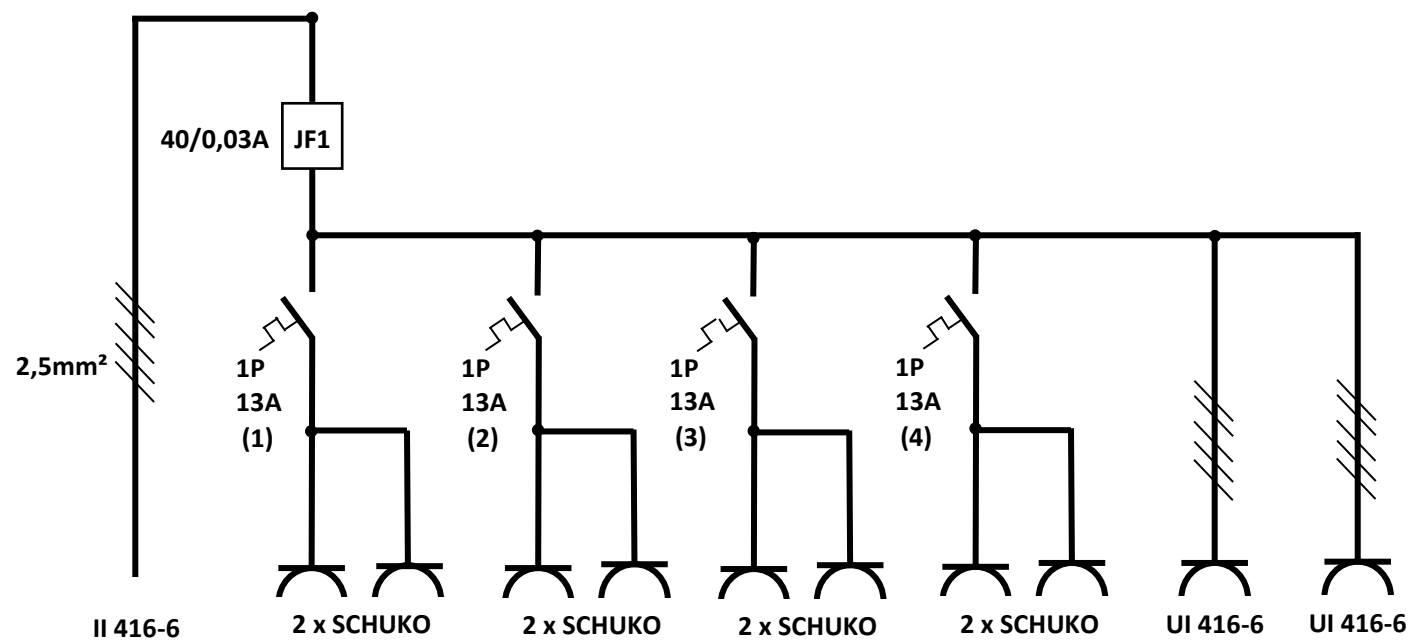 40/0,03A
JF1
2,5mm²
1P
13A
(1)
1P
13A
(2)
1P
13A
(3)
1P
13A
(4)
II 416-6
2 x SCHUKO
2 x SCHUKO
2 x SCHUKO
2 x SCHUKO
UI 416-6
UI 416-6